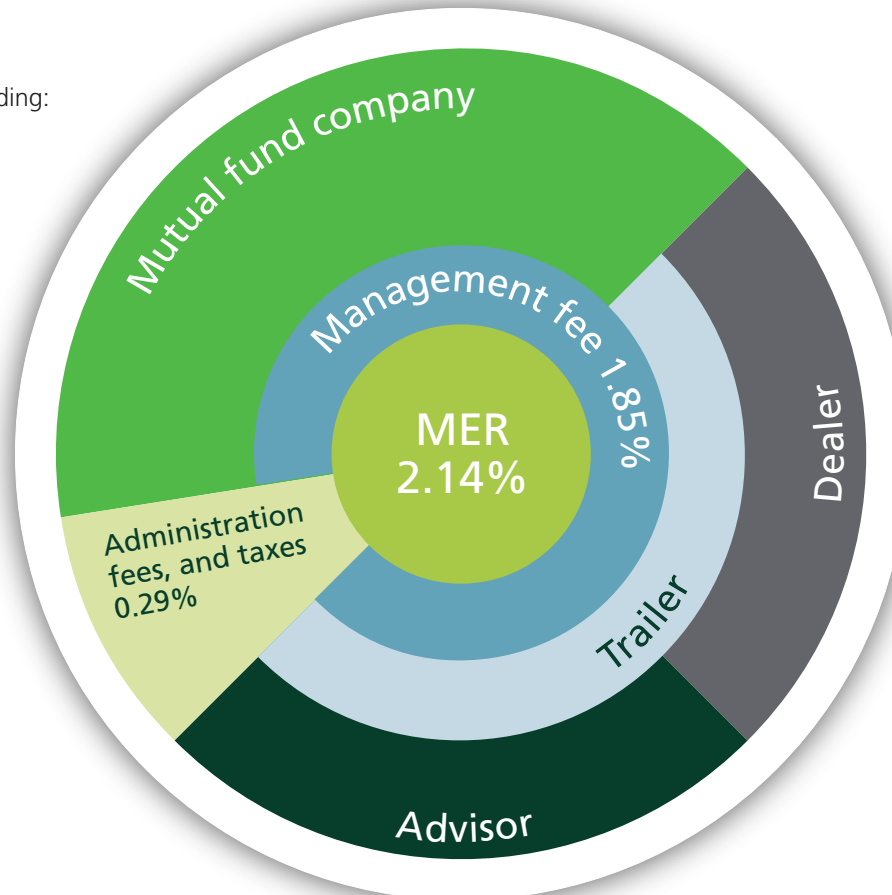 ding:
Mutual fund company
Management fee 1.85%
MER
2.14%
Dealer
Administration
fees, and taxes
0.29%
Trailer
Advisor